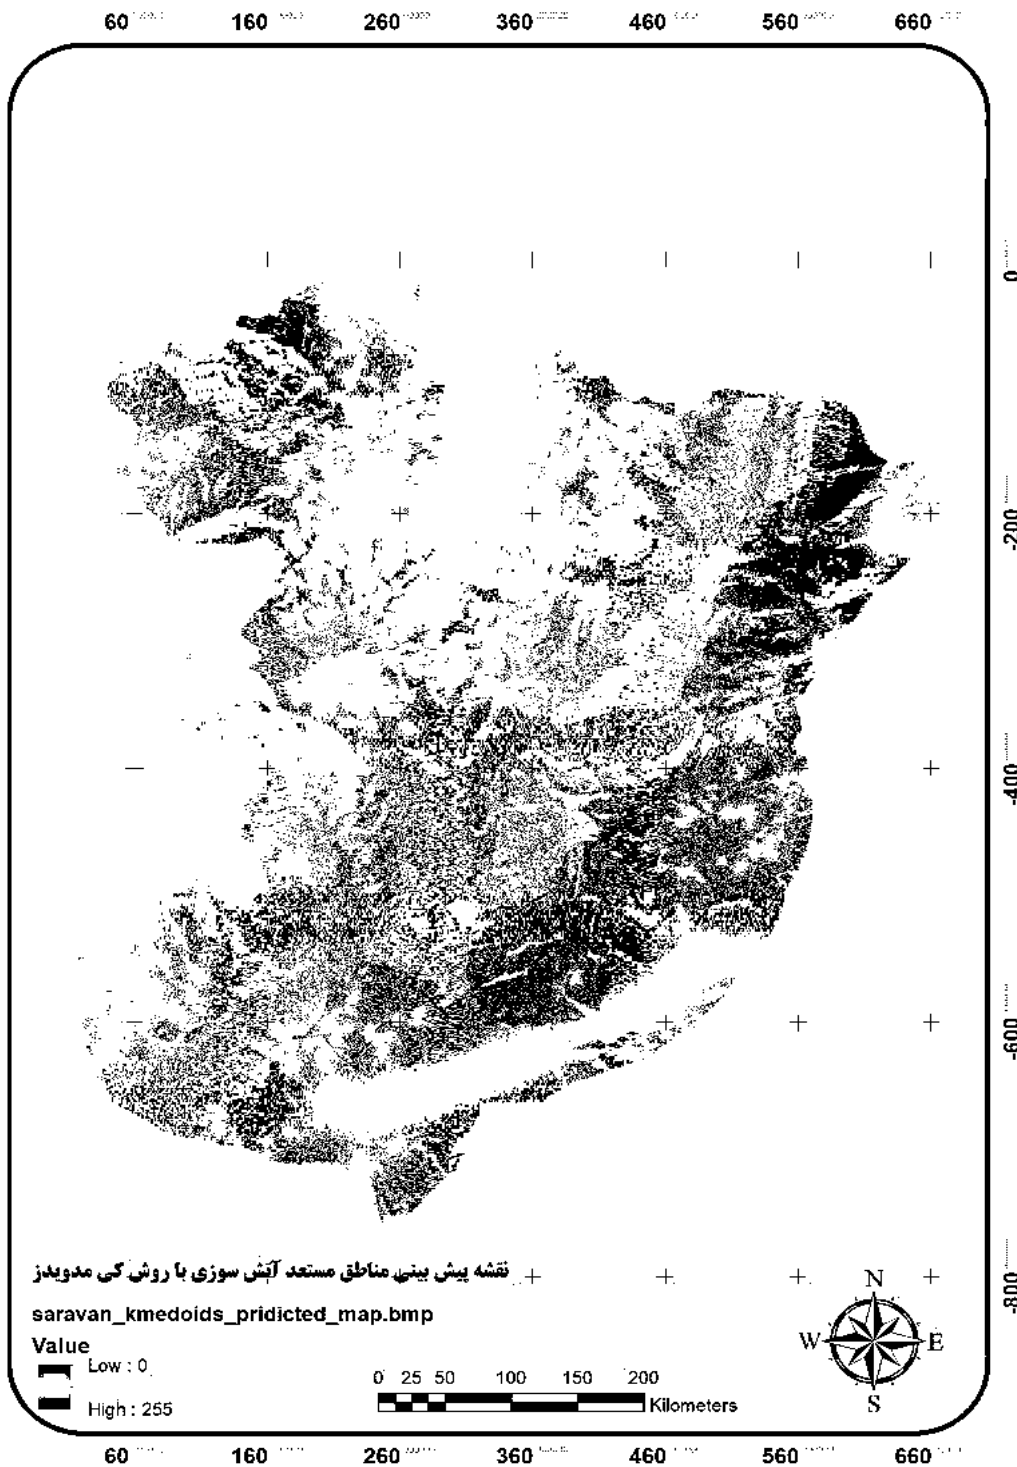 60 160 260 360 460 560 660
0
-200
-400
-600
-800
نقشه پیش بینی مناطق مستعد آتش سوزی با روش کی مدویدز
saravan_kmedoids_pridicted_map.bmp
Value
Low : 0
High : 255
0 25 50 100 150 200
Kilometers
N
W E
S
60 160 260 360 460 560 660